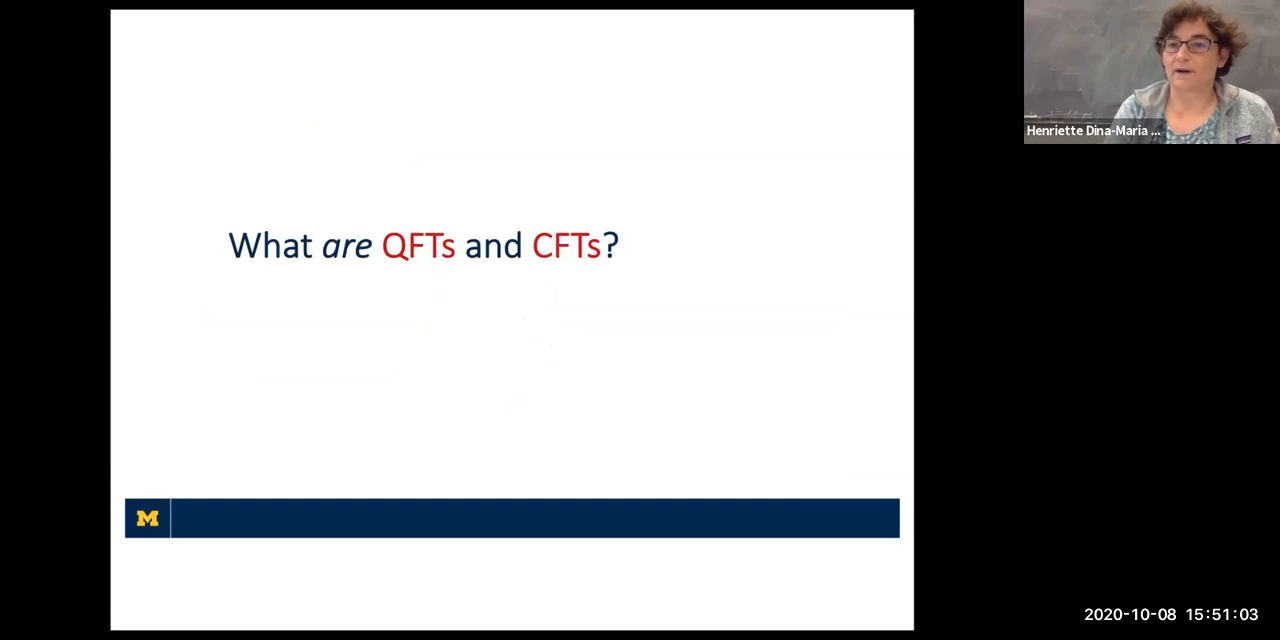 What are QFTs and CFTs?
Henriette Dina-Maria ...
M
2020-10-08 15:51:03